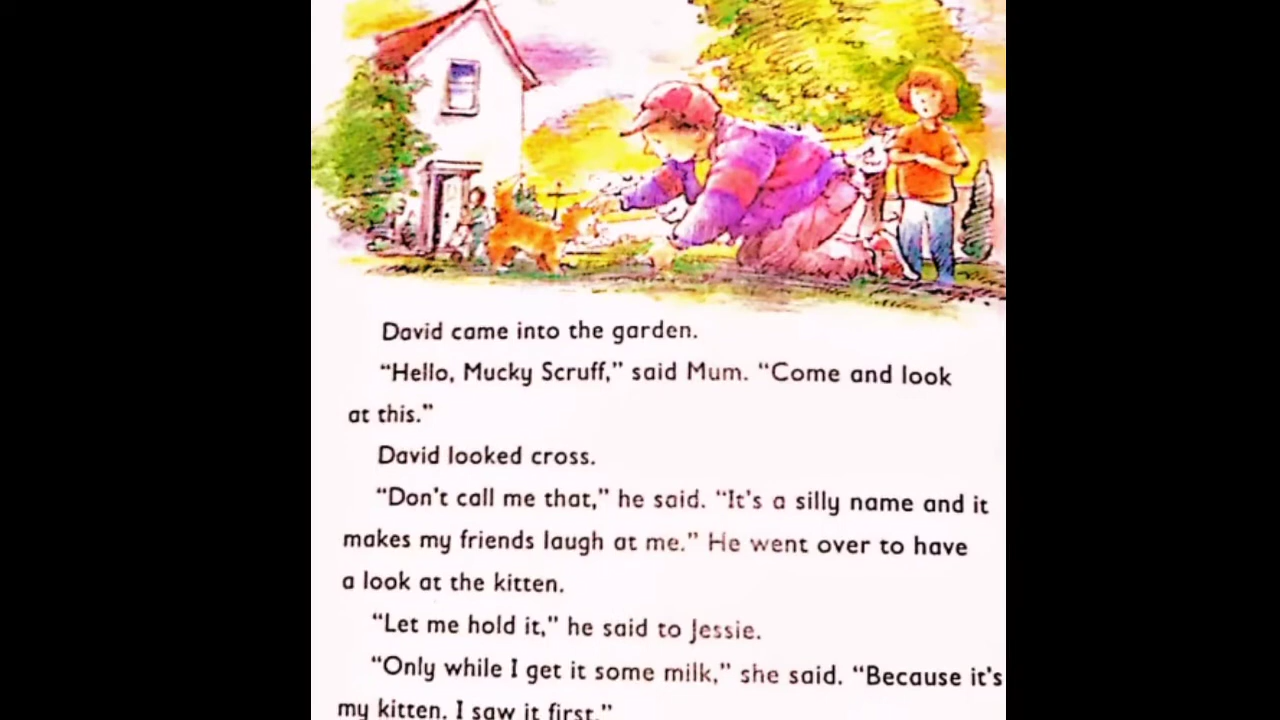 David came into the garden.
“Hello, Mucky Scruff,” said Mum. “Come and look
at this.”
David looked cross.
“Don't call me that,” he said. “It's a silly name and it
makes my friends laugh at me.” He went over to have
a look at the kitten.
“Let me hold it,” he said to Jessie.
“Only while I get it some milk,” she said. “Because it's
my kitten. I saw it first.”